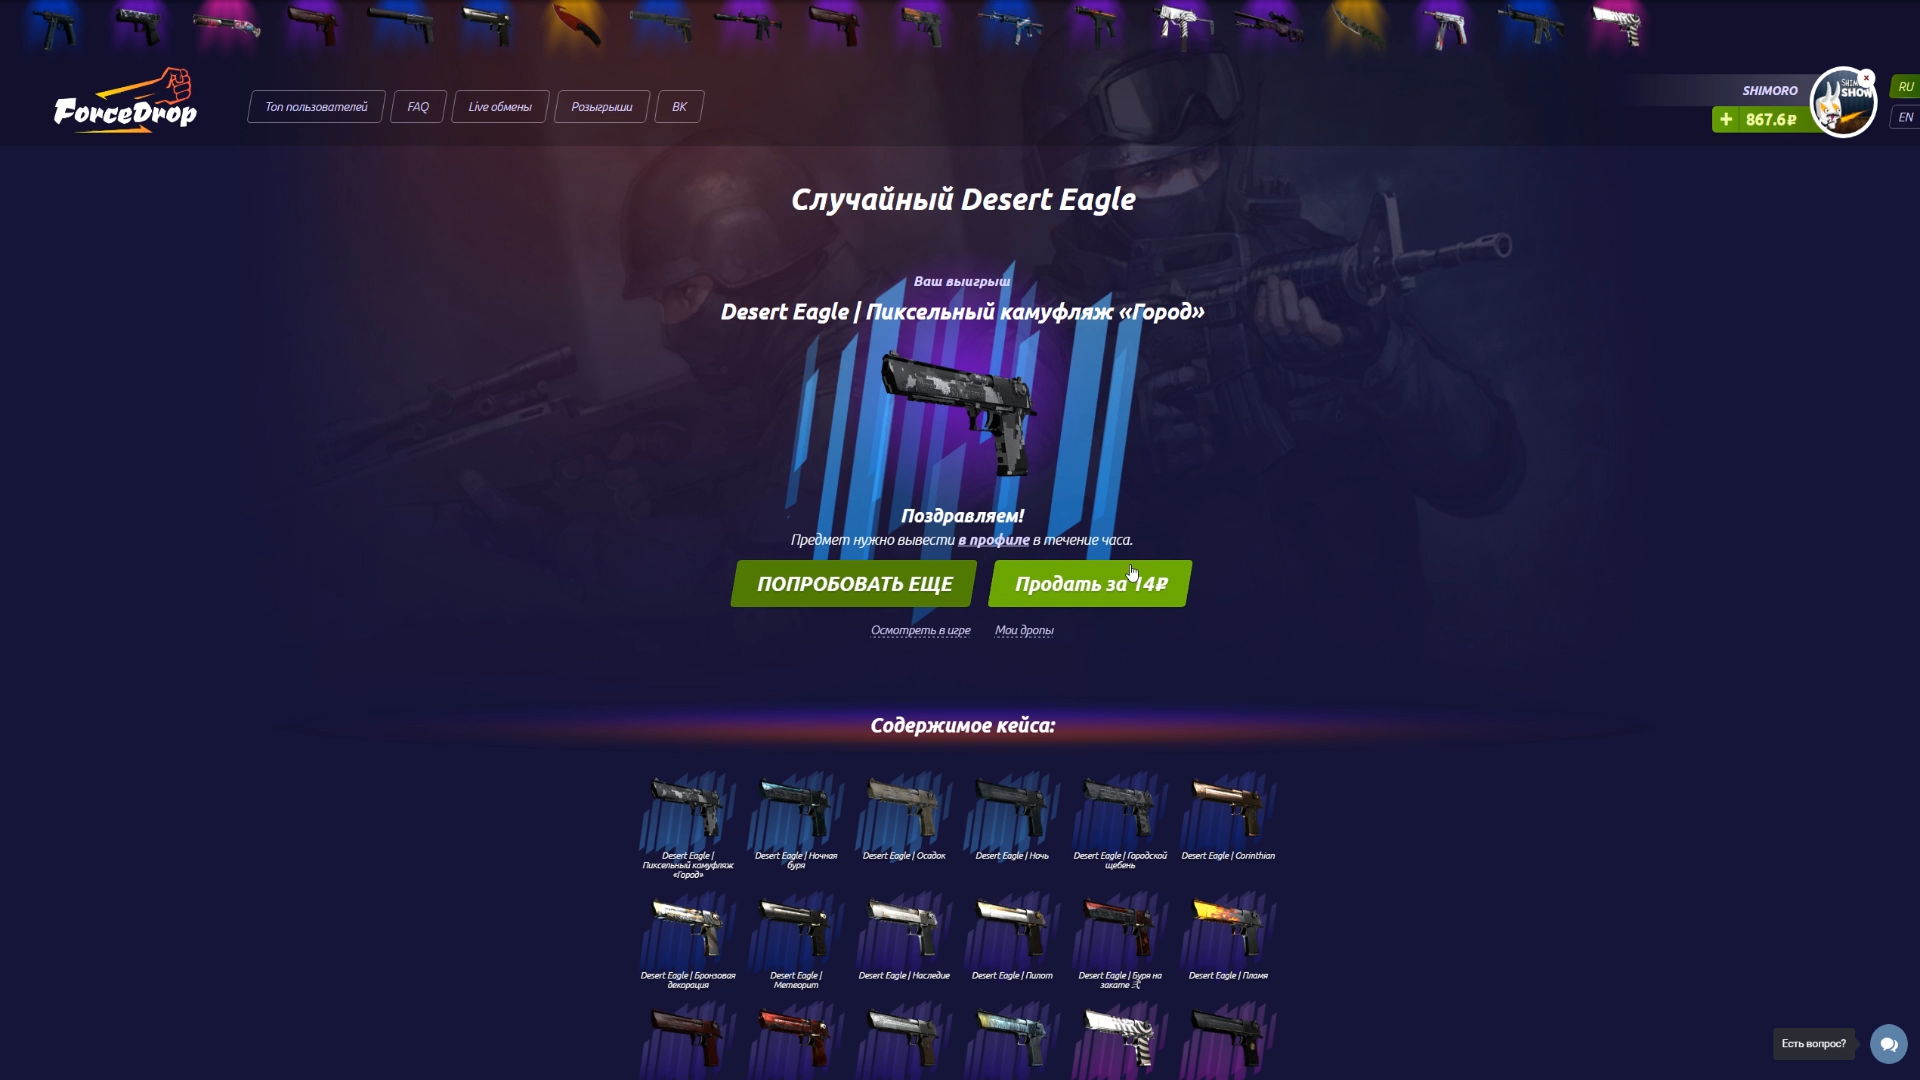 ForceDrop
Топ пользователей
FAQ
Live обмены
Розыгрыши
ВК
SHIMORO
867.6₽
SHOW
RU
EN
Случайный Desert Eagle
Ваш выигрыш
Desert Eagle | Пиксельный камуфляж «Город»
Поздравляем!
Предмет нужно вывести в профиле в течение часа.
ПОПРОБОВАТЬ ЕЩЕ
Продать за 14₽
Осмотреть в игре
Мои дропы
Содержимое кейса:
Desert Eagle |
Пиксельный камуфляж
«Город»
Desert Eagle | Ночная
буря
Desert Eagle | Осадок
Desert Eagle | Ночь
Desert Eagle | Городской
щебень
Desert Eagle | Corinthian
Desert Eagle | Бронзовая
декорация
Desert Eagle |
Метеорит
Desert Eagle | Наследие
Desert Eagle | Пилот
Desert Eagle | Буря на
закате
Desert Eagle | Пламя
Есть вопрос?